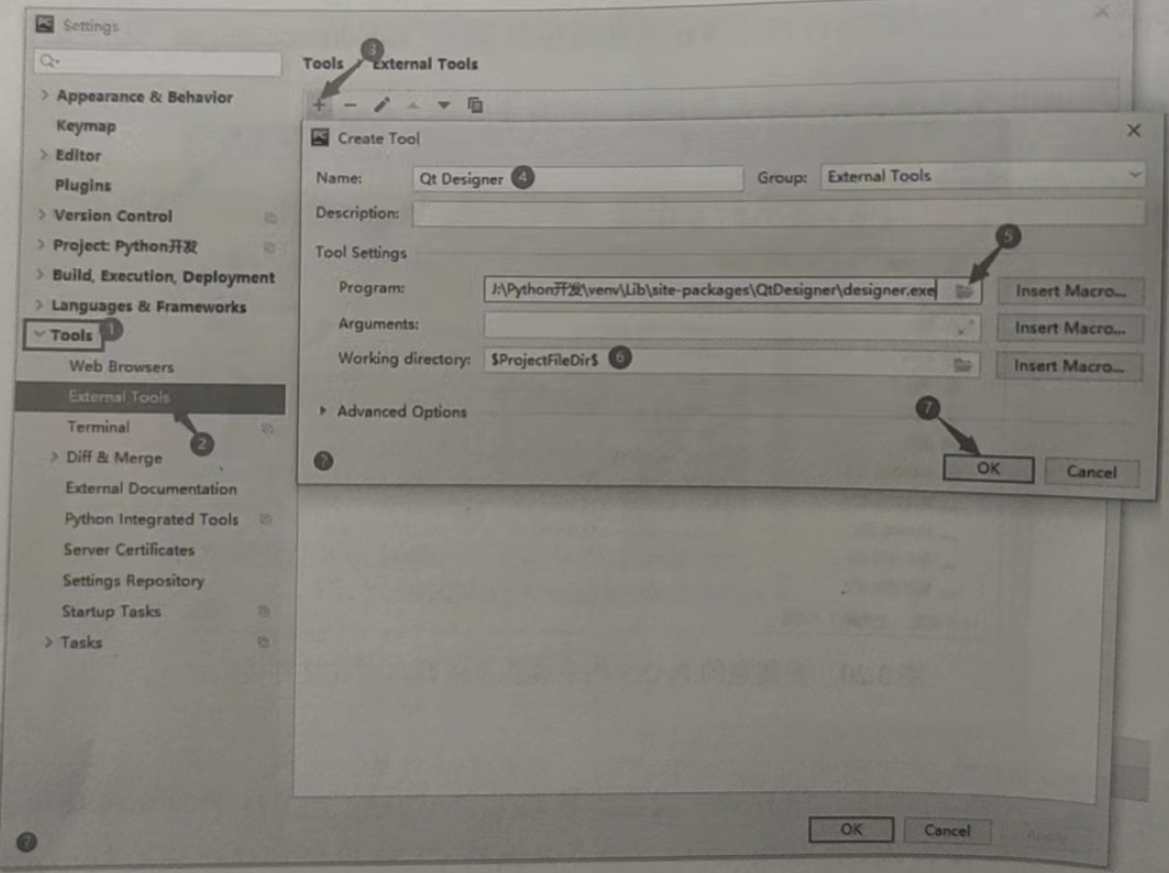 PC Settings
Tools External Tools
3
Appearance & Behavior
Keymap
Editor
Plugins
Version Control
Project: Python开发
Build, Execution, Deployment
Languages & Frameworks
Tools 1
Web Browsers
External Tools
2
Terminal
Diff & Merge
External Documentation
Python Integrated Tools
Server Certificates
Settings Repository
Startup Tasks
Tasks
PC Create Tool
Name: Qt Designer 4 Group: External Tools
Description:
5
Tool Settings
Program: J:\Python开发\venv\Lib\site-packages\QtDesigner\designer.exe Insert Macro...
Arguments: Insert Macro...
Working directory: $ProjectFileDir$ 6 Insert Macro...
Advanced Options
7
? OK Cancel
? OK Cancel Apply